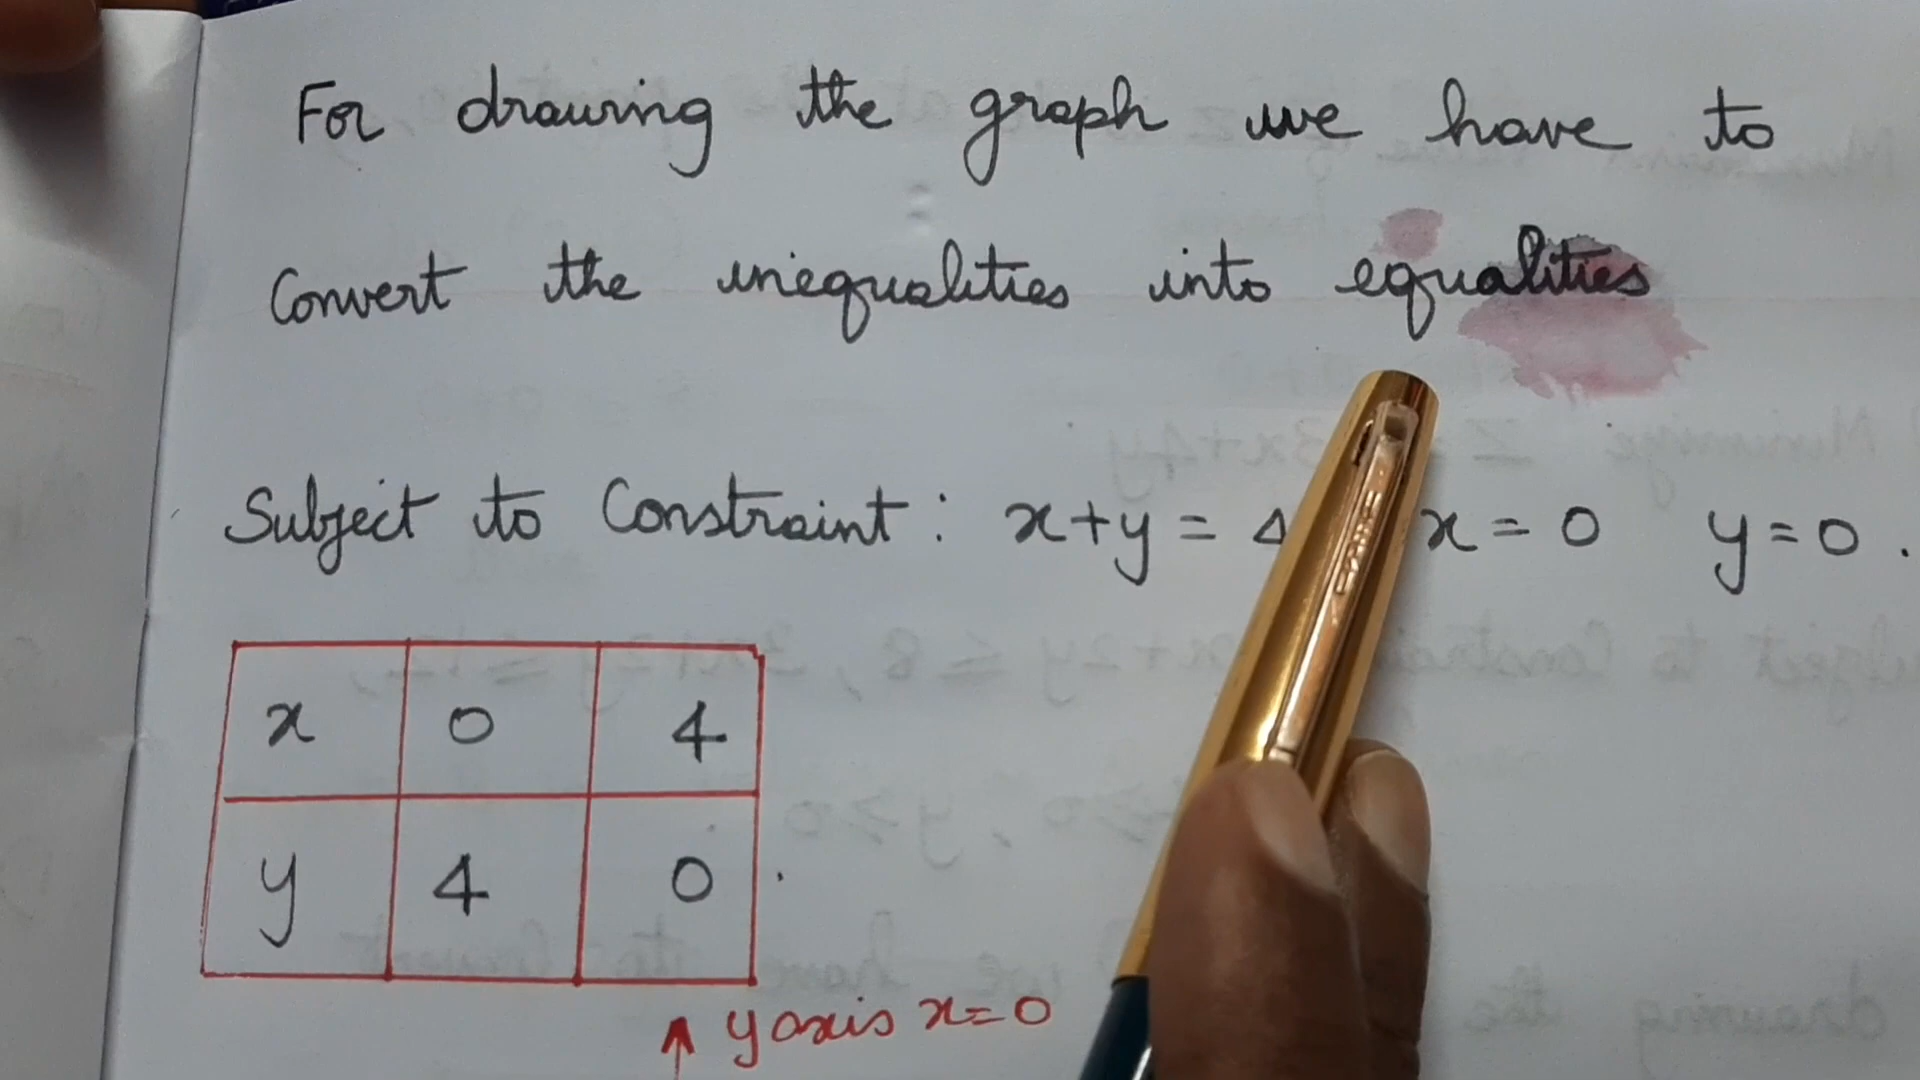 For drawing the graph we have to
Convert the inequalities into equalities
Subject to Constraint : x+y = 4 x = 0 y = 0 .
x 0 4
y 4 0
y axis x=0